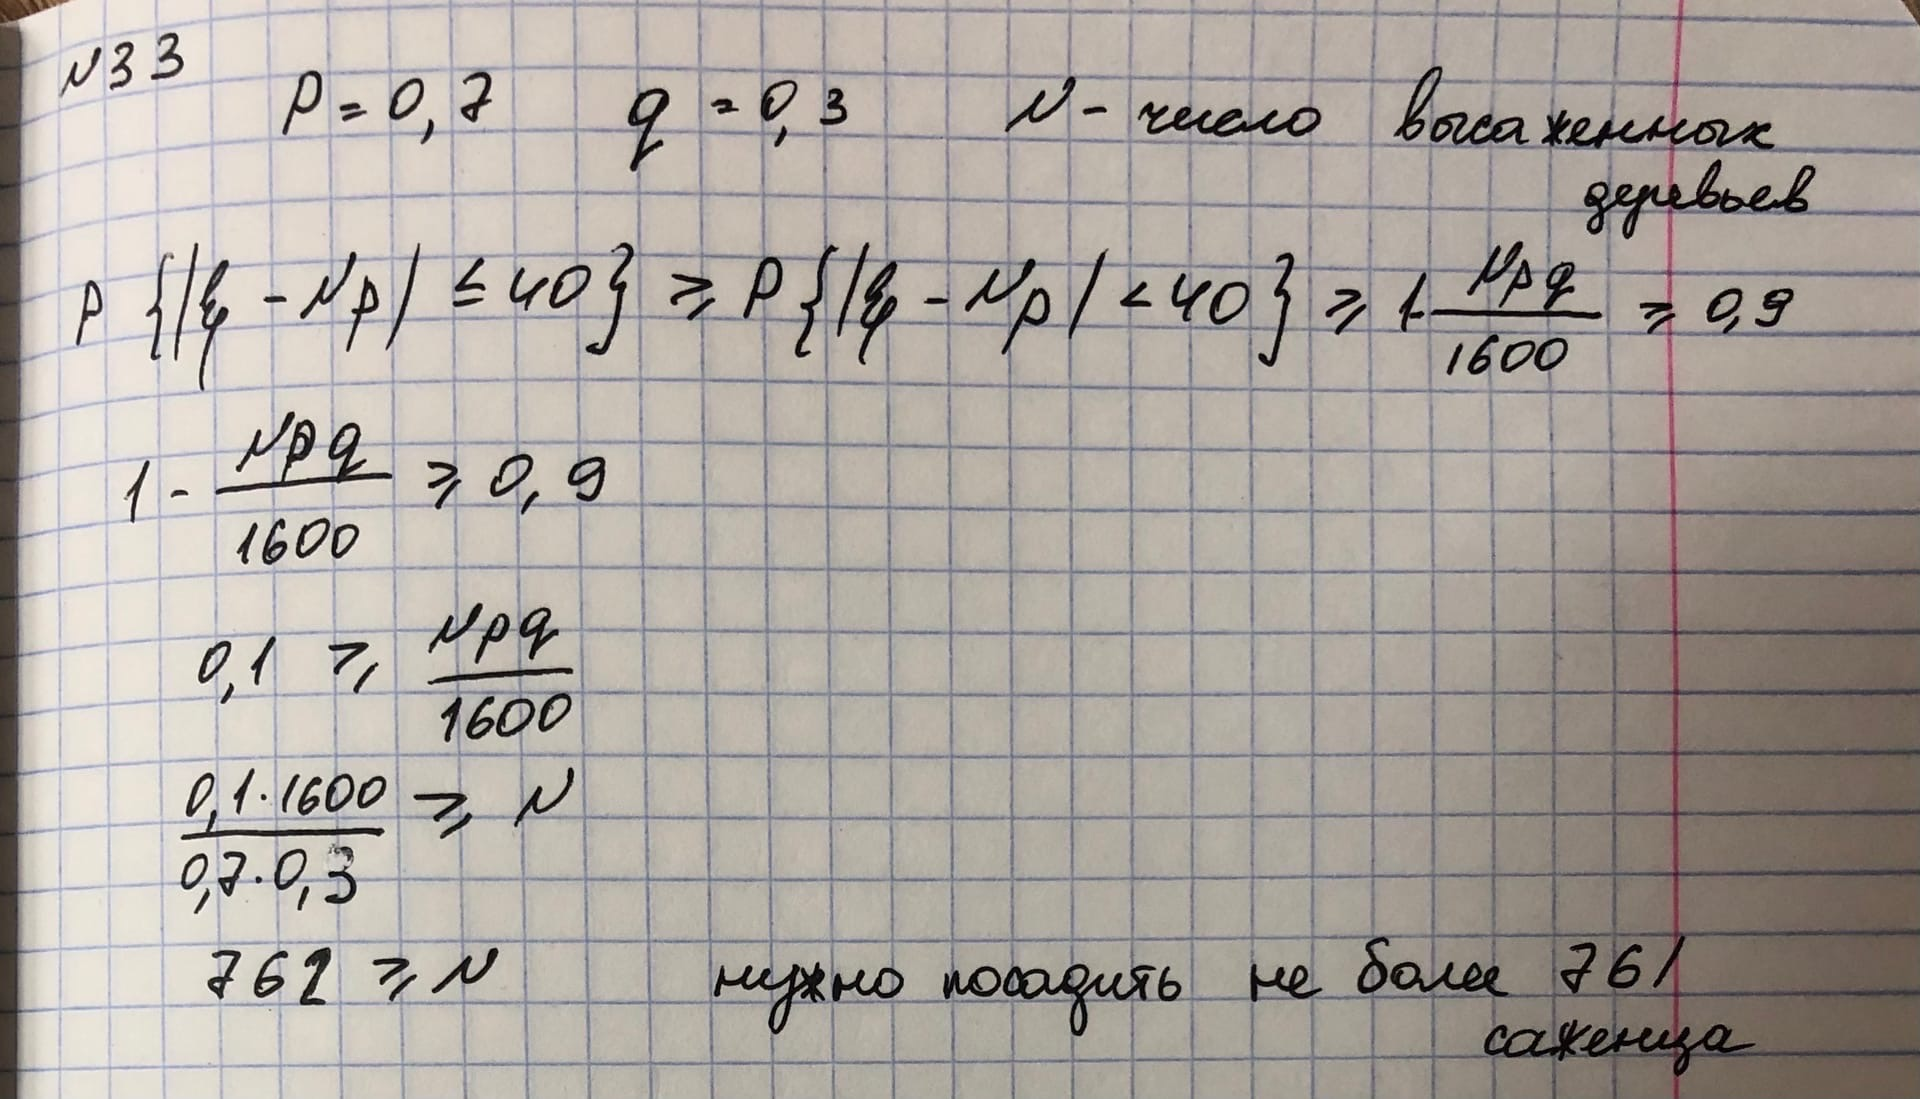 N33
P = 0,7 q = 0,3 N - число высаженных
деревьев
P{|ξ - Np| ≤ 40} ≥ P{|ξ - Np| < 40} ≥ 1 - Npq/1600 ≥ 0,9
1 - Npq/1600 ≥ 0,9
0,1 ≥ Npq/1600
0,1·1600/0,7·0,3 ≥ N
762 ≥ N нужно посадить не более 761
саженца